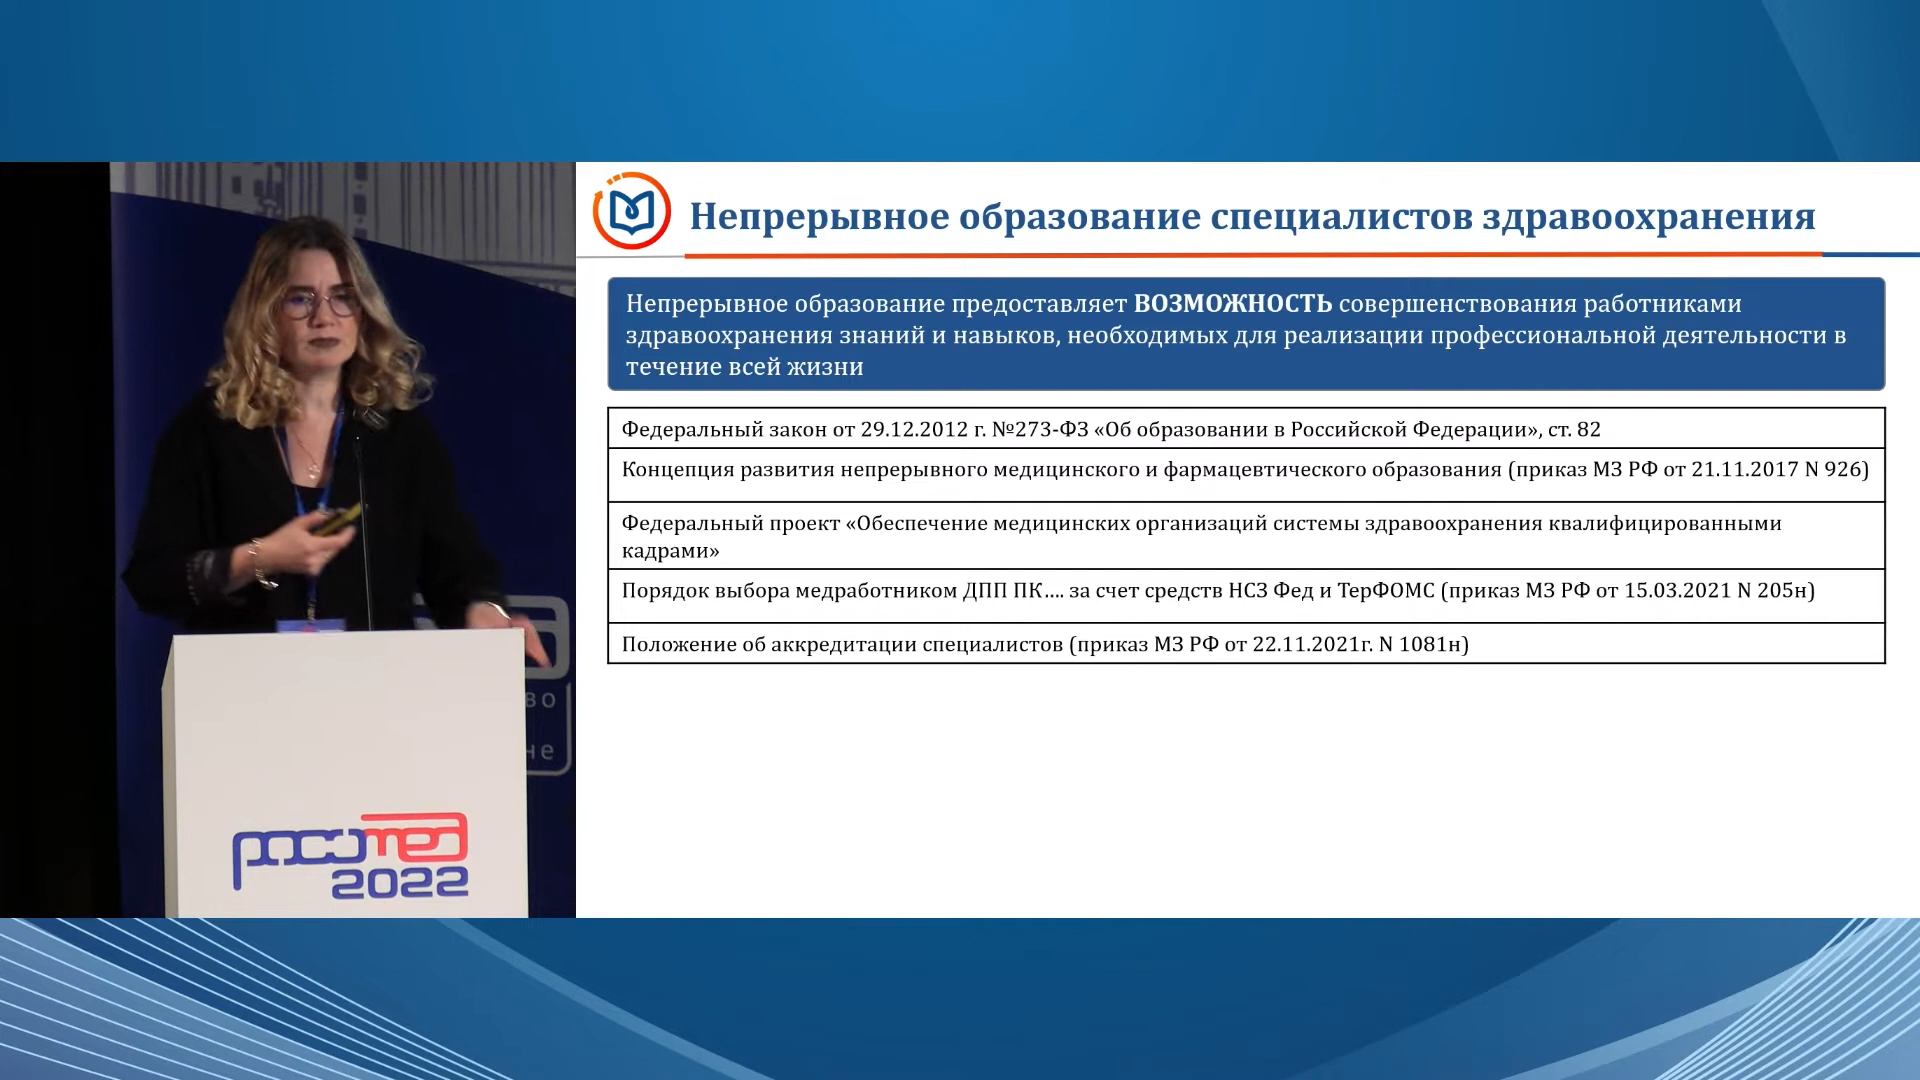 Непрерывное образование специалистов здравоохранения
Непрерывное образование предоставляет ВОЗМОЖНОСТЬ совершенствования работниками
здравоохранения знаний и навыков, необходимых для реализации профессиональной деятельности в
течение всей жизни
Федеральный закон от 29.12.2012 г. №273-ФЗ «Об образовании в Российской Федерации», ст. 82
Концепция развития непрерывного медицинского и фармацевтического образования (приказ МЗ РФ от 21.11.2017 N 926)
Федеральный проект «Обеспечение медицинских организаций системы здравоохранения квалифицированными
кадрами»
Порядок выбора медработником ДПП ПК.... за счет средств НСЗ Фед и ТерФОМС (приказ МЗ РФ от 15.03.2021 N 205н)
Положение об аккредитации специалистов (приказ МЗ РФ от 22.11.2021г. N 1081н)
во
не
росомед
2022